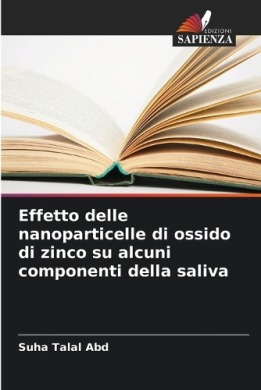 EDIZIONI
SAPIENZA
Effetto delle
nanoparticelle di ossido
di zinco su alcuni
componenti della saliva
Suha Talal Abd